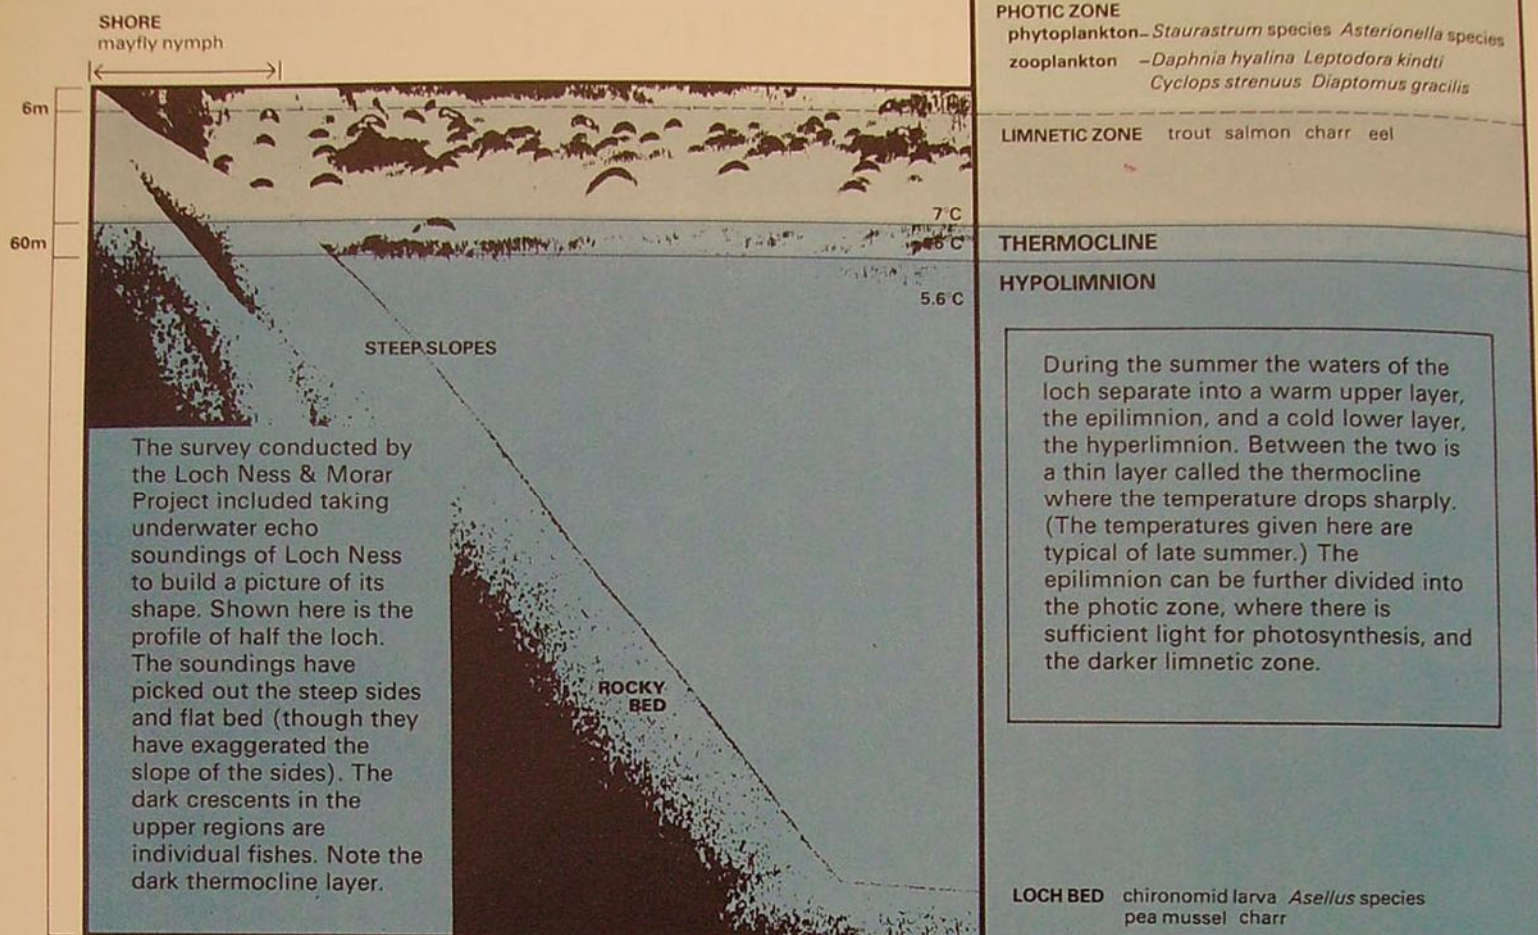 SHORE
mayfly nymph
6m
60m
7°C
5.6°C
STEEP SLOPES
ROCKY
BED
The survey conducted by
the Loch Ness & Morar
Project included taking
underwater echo
soundings of Loch Ness
to build a picture of its
shape. Shown here is the
profile of half the loch.
The soundings have
picked out the steep sides
and flat bed (though they
have exaggerated the
slope of the sides). The
dark crescents in the
upper regions are
individual fishes. Note the
dark thermocline layer.
PHOTIC ZONE
phytoplankton– Staurastrum species Asterionella species
zooplankton –Daphnia hyalina Leptodora kindti
Cyclops strenuus Diaptomus gracilis
LIMNETIC ZONE trout salmon charr eel
THERMOCLINE
HYPOLIMNION
During the summer the waters of the
loch separate into a warm upper layer,
the epilimnion, and a cold lower layer,
the hyperlimnion. Between the two is
a thin layer called the thermocline
where the temperature drops sharply.
(The temperatures given here are
typical of late summer.) The
epilimnion can be further divided into
the photic zone, where there is
sufficient light for photosynthesis, and
the darker limnetic zone.
LOCH BED chironomid larva Asellus species
pea mussel charr